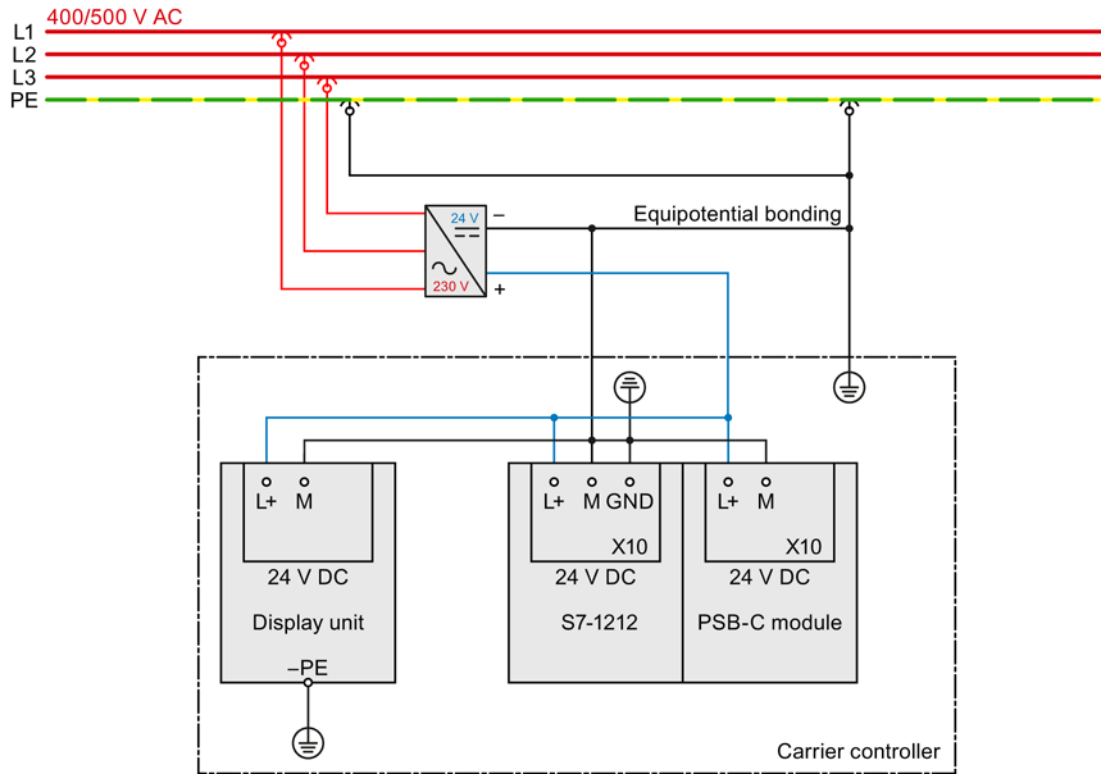 400/500 V AC
L1
L2
L3
PE
Equipotential bonding
24 V
–
230 V
+
L+ M
L+ M GND
L+ M
X10
X10
24 V DC
24 V DC
24 V DC
Display unit
S7-1212
PSB-C module
–PE
Carrier controller